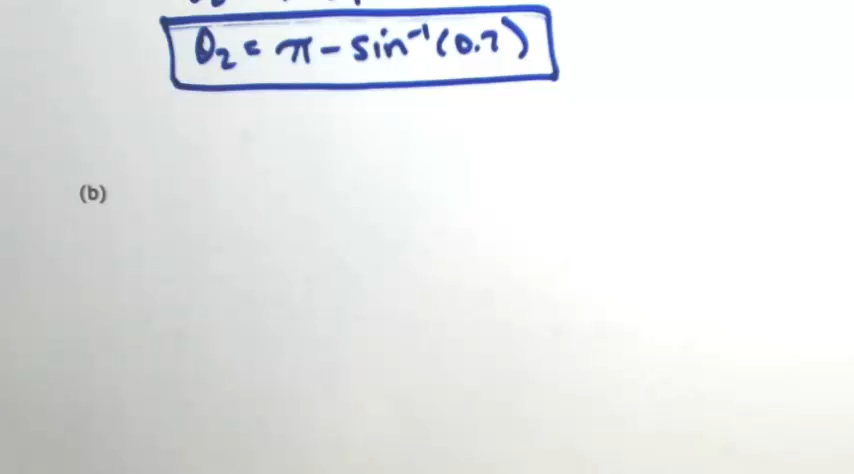 θ₂ = π - sin⁻¹(0.7)
(b)